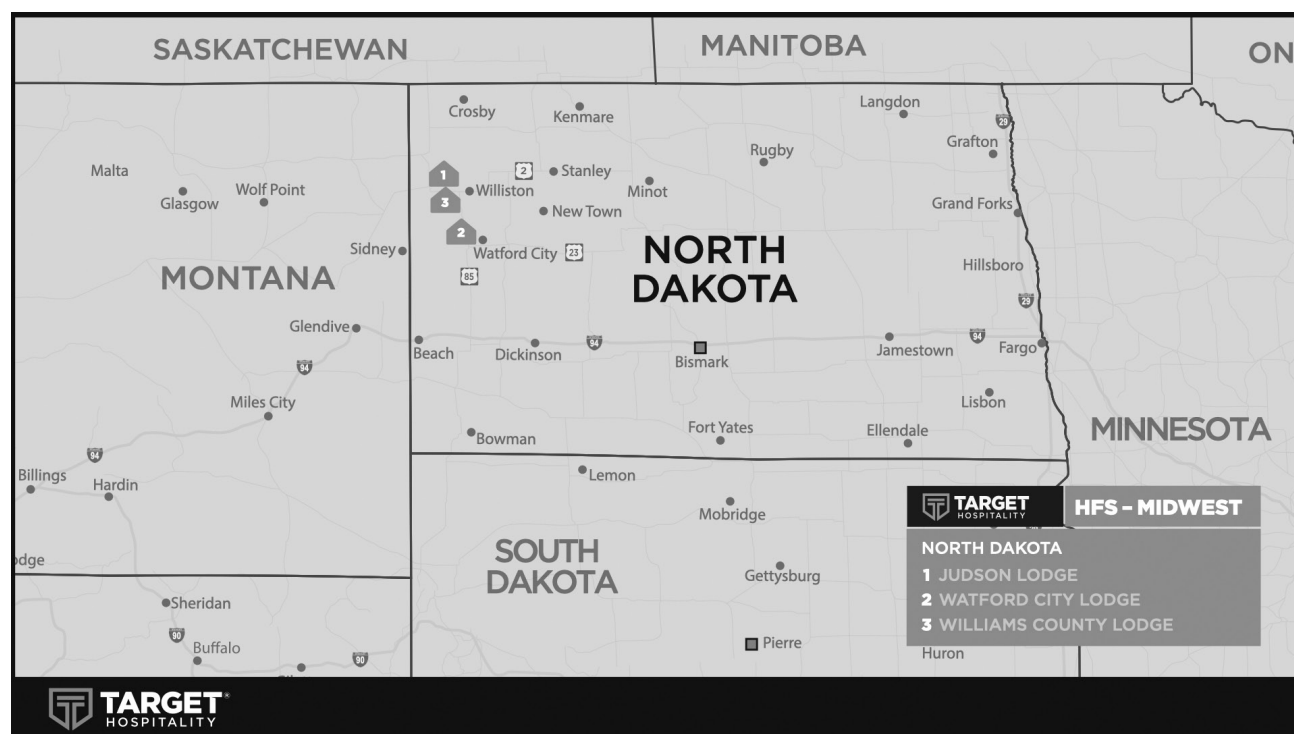 SASKATCHEWAN
MANITOBA
ON
Crosby
Kenmare
Langdon
29
Grafton
Malta
Glasgow
Wolf Point
1
2
Stanley
Williston
3
Minot
Rugby
New Town
Grand Forks
2
Watford City
23
85
Sidney
NORTH
DAKOTA
Hillsboro
29
MONTANA
Glendive
94
Beach
Dickinson
94
Bismark
Jamestown
94
Fargo
Miles City
Lisbon
94
Billings
Hardin
Bowman
Fort Yates
Ellendale
MINNESOTA
Lemon
Mobridge
SOUTH
DAKOTA
Gettysburg
odge
Sheridan
90
Buffalo
90
Pierre
Huron
TARGET
HOSPITALITY
HFS – MIDWEST
NORTH DAKOTA
1 JUDSON LODGE
2 WATFORD CITY LODGE
3 WILLIAMS COUNTY LODGE
TARGET®
HOSPITALITY